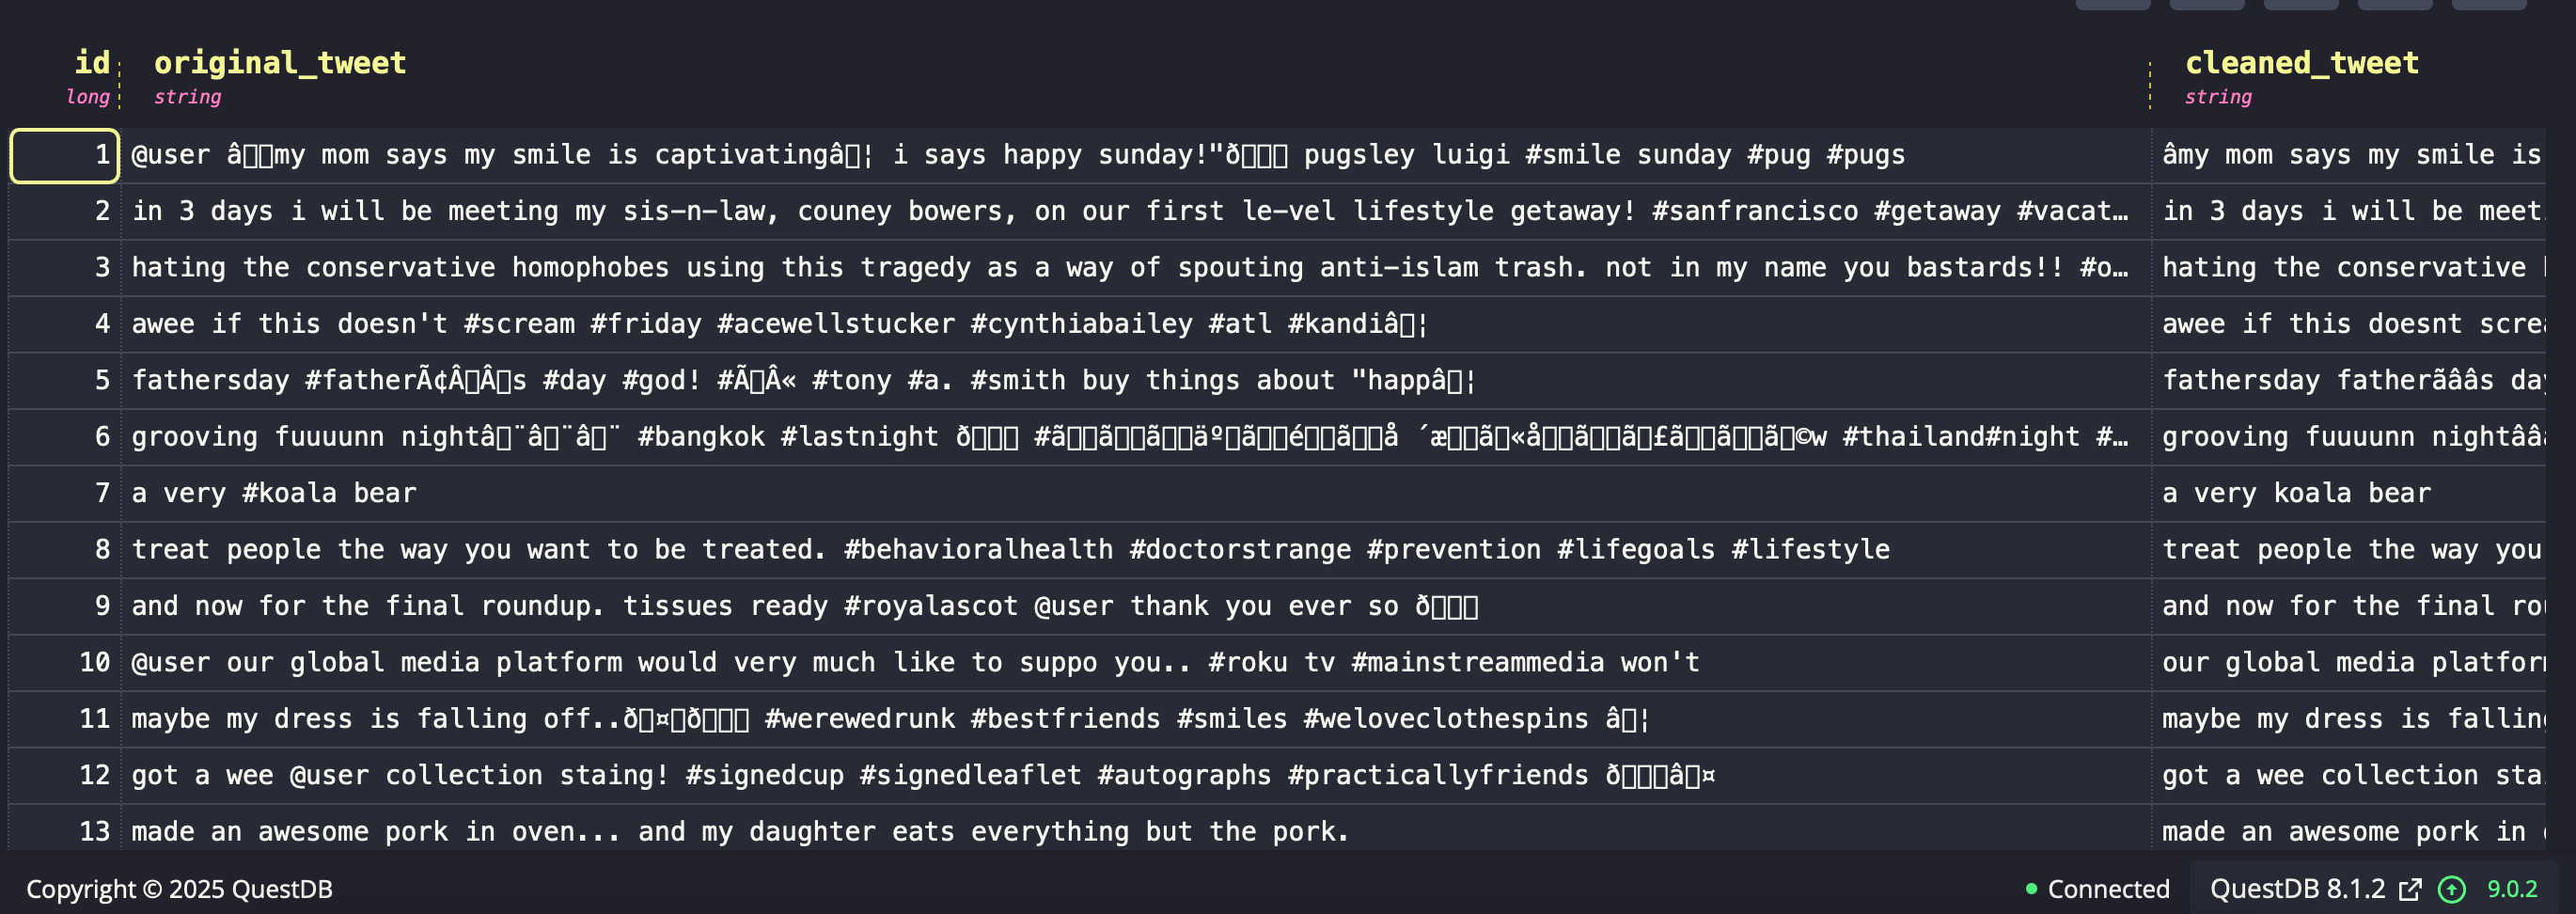 id original_tweet cleaned_tweet
long string string
1 @user â my mom says my smile is captivatingâ¦ i says happy sunday!"ð pugsley luigi #smile sunday #pug #pugs âmy mom says my smile is
2 in 3 days i will be meeting my sis-n-law, couney bowers, on our first le-vel lifestyle getaway! #sanfrancisco #getaway #vacat… in 3 days i will be meet
3 hating the conservative homophobes using this tragedy as a way of spouting anti-islam trash. not in my name you bastards!! #o… hating the conservative
4 awee if this doesn't #scream #friday #acewellstucker #cynthiabailey #atl #kandiâ¦ awee if this doesnt screa
5 fathersday #fatherÃ¢ÂÂs #day #god! #ÃÂ« #tony #a. #smith buy things about "happâ¦ fathersday fatherãââs day
6 grooving fuuuunn nightâ¨â¨â¨ #bangkok #lastnight ð #ããããäºãéããå ´æã«åããã£ãããã©w #thailand#night #… grooving fuuuunn nightâââ
7 a very #koala bear a very koala bear
8 treat people the way you want to be treated. #behavioralhealth #doctorstrange #prevention #lifegoals #lifestyle treat people the way you
9 and now for the final roundup. tissues ready #royalascot @user thank you ever so ð and now for the final rou
10 @user our global media platform would very much like to suppo you.. #roku tv #mainstreammedia won't our global media platform
11 maybe my dress is falling off..ð¤ð #werewedrunk #bestfriends #smiles #weloveclothespins â¦ maybe my dress is falling
12 got a wee @user collection staing! #signedcup #signedleaflet #autographs #practicallyfriends ðâ¤ got a wee collection sta
13 made an awesome pork in oven... and my daughter eats everything but the pork. made an awesome pork in
Copyright © 2025 QuestDB Connected QuestDB 8.1.2 9.0.2